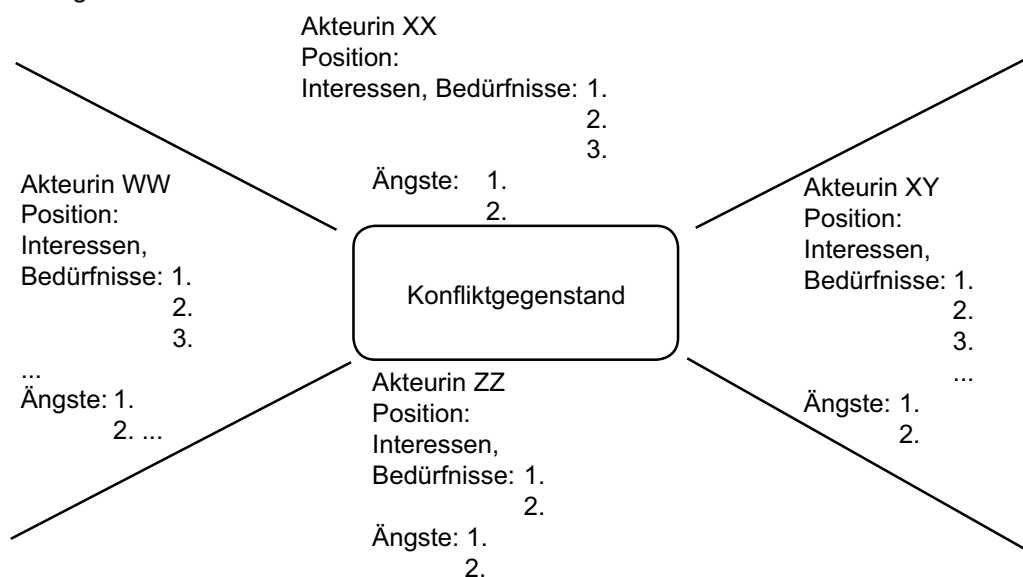 Akteurin XX
Position:
Interessen, Bedürfnisse: 1.
2.
3.
Ängste: 1.
2.
Akteurin WW
Position:
Interessen,
Bedürfnisse: 1.
2.
3.
...
Ängste: 1.
2. ...
Konfliktgegenstand
Akteurin XY
Position:
Interessen,
Bedürfnisse: 1.
2.
3.
...
Ängste: 1.
2.
Akteurin ZZ
Position:
Interessen,
Bedürfnisse: 1.
2.
Ängste: 1.
2.